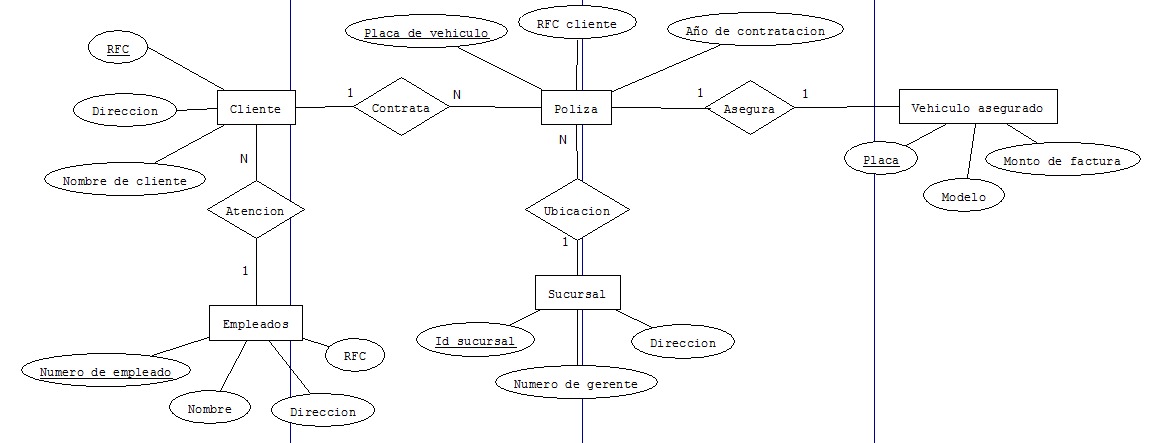 RFC
Placa de vehiculo
RFC cliente
Año de contratacion
Direccion
Cliente
1
Contrata
N
Poliza
1
Asegura
1
Vehiculo asegurado
Nombre de cliente
N
N
Placa
Monto de factura
Modelo
Atencion
Ubicacion
1
1
Sucursal
Empleados
Id sucursal
Direccion
RFC
Numero de empleado
Numero de gerente
Nombre
Direccion